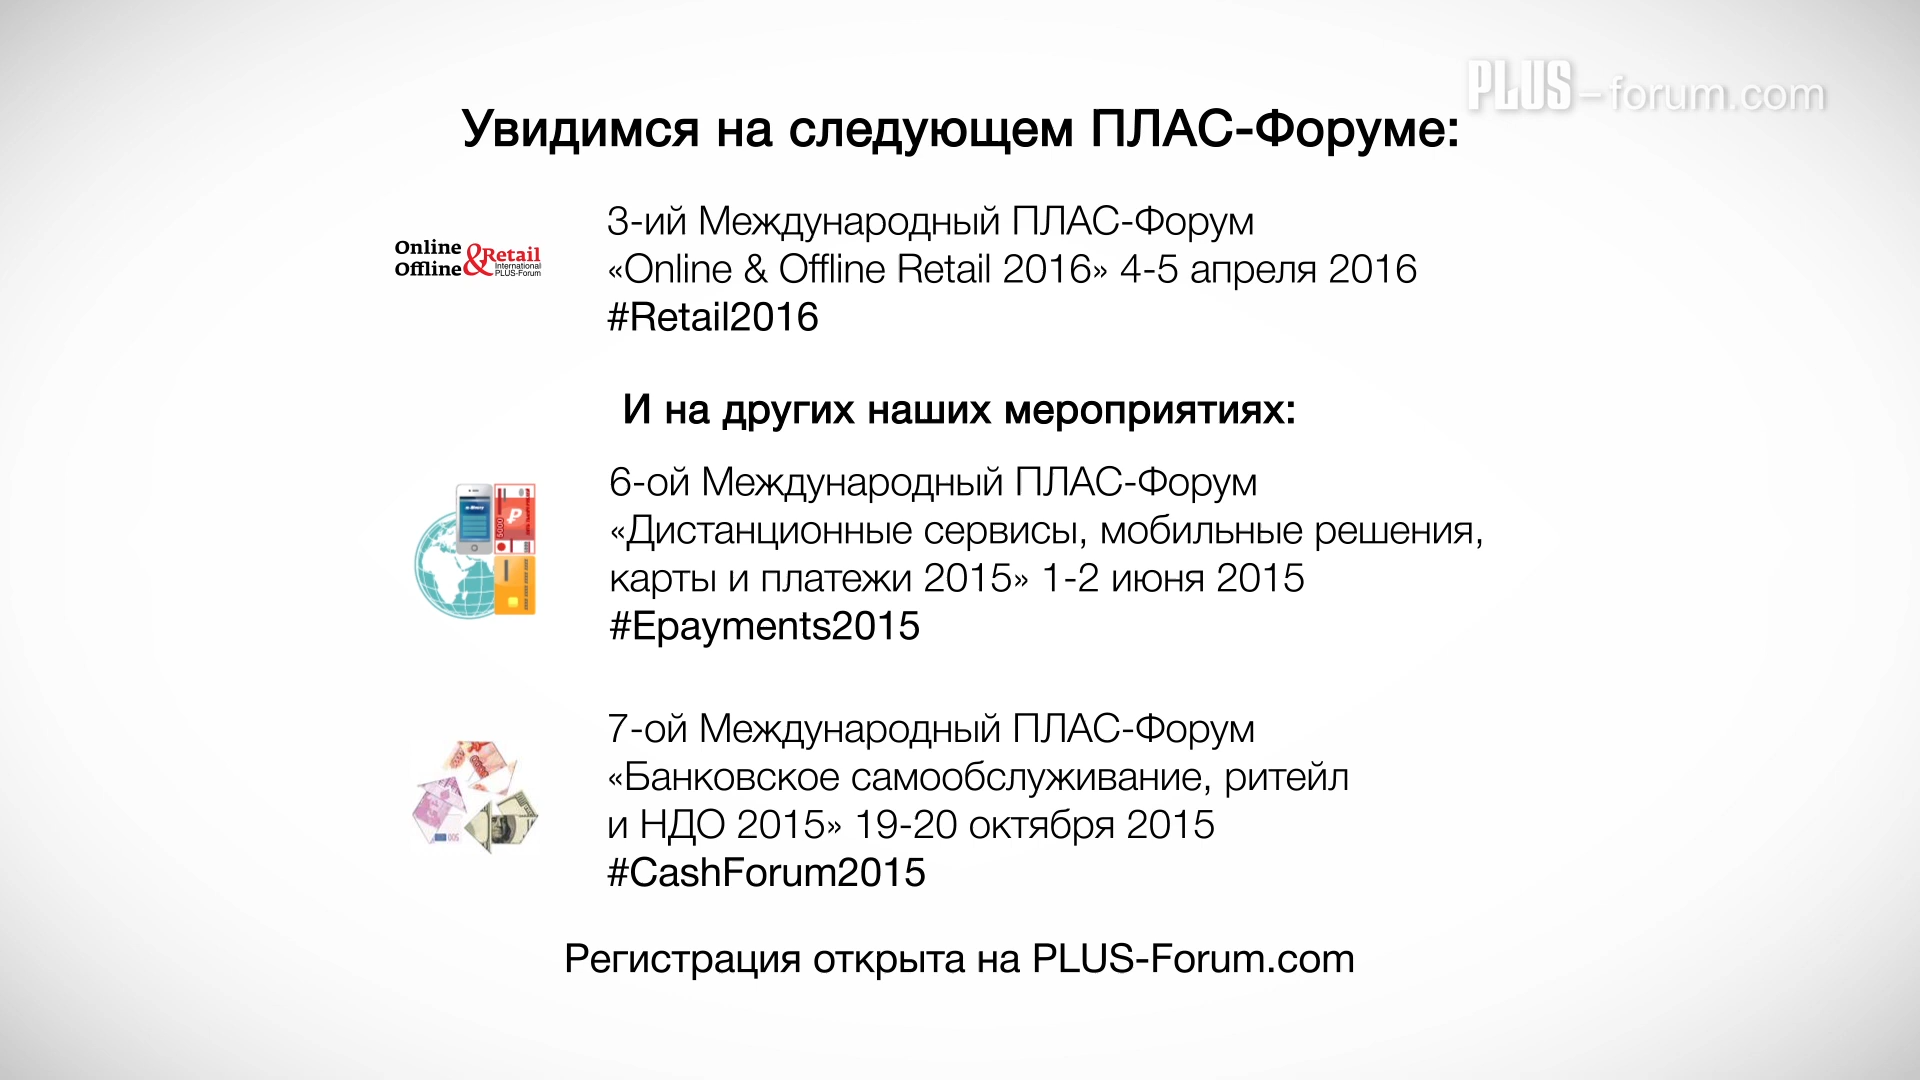 PLUS-forum.com
Увидимся на следующем ПЛАС-Форуме:
Online
Offline
&Retail
International
PLUS-Forum
3-ий Международный ПЛАС-Форум
«Online & Offline Retail 2016» 4-5 апреля 2016
#Retail2016
И на других наших мероприятиях:
6-ой Международный ПЛАС-Форум
«Дистанционные сервисы, мобильные решения,
карты и платежи 2015» 1-2 июня 2015
#Epayments2015
7-ой Международный ПЛАС-Форум
«Банковское самообслуживание, ритейл
и НДО 2015» 19-20 октября 2015
#CashForum2015
Регистрация открыта на PLUS-Forum.com